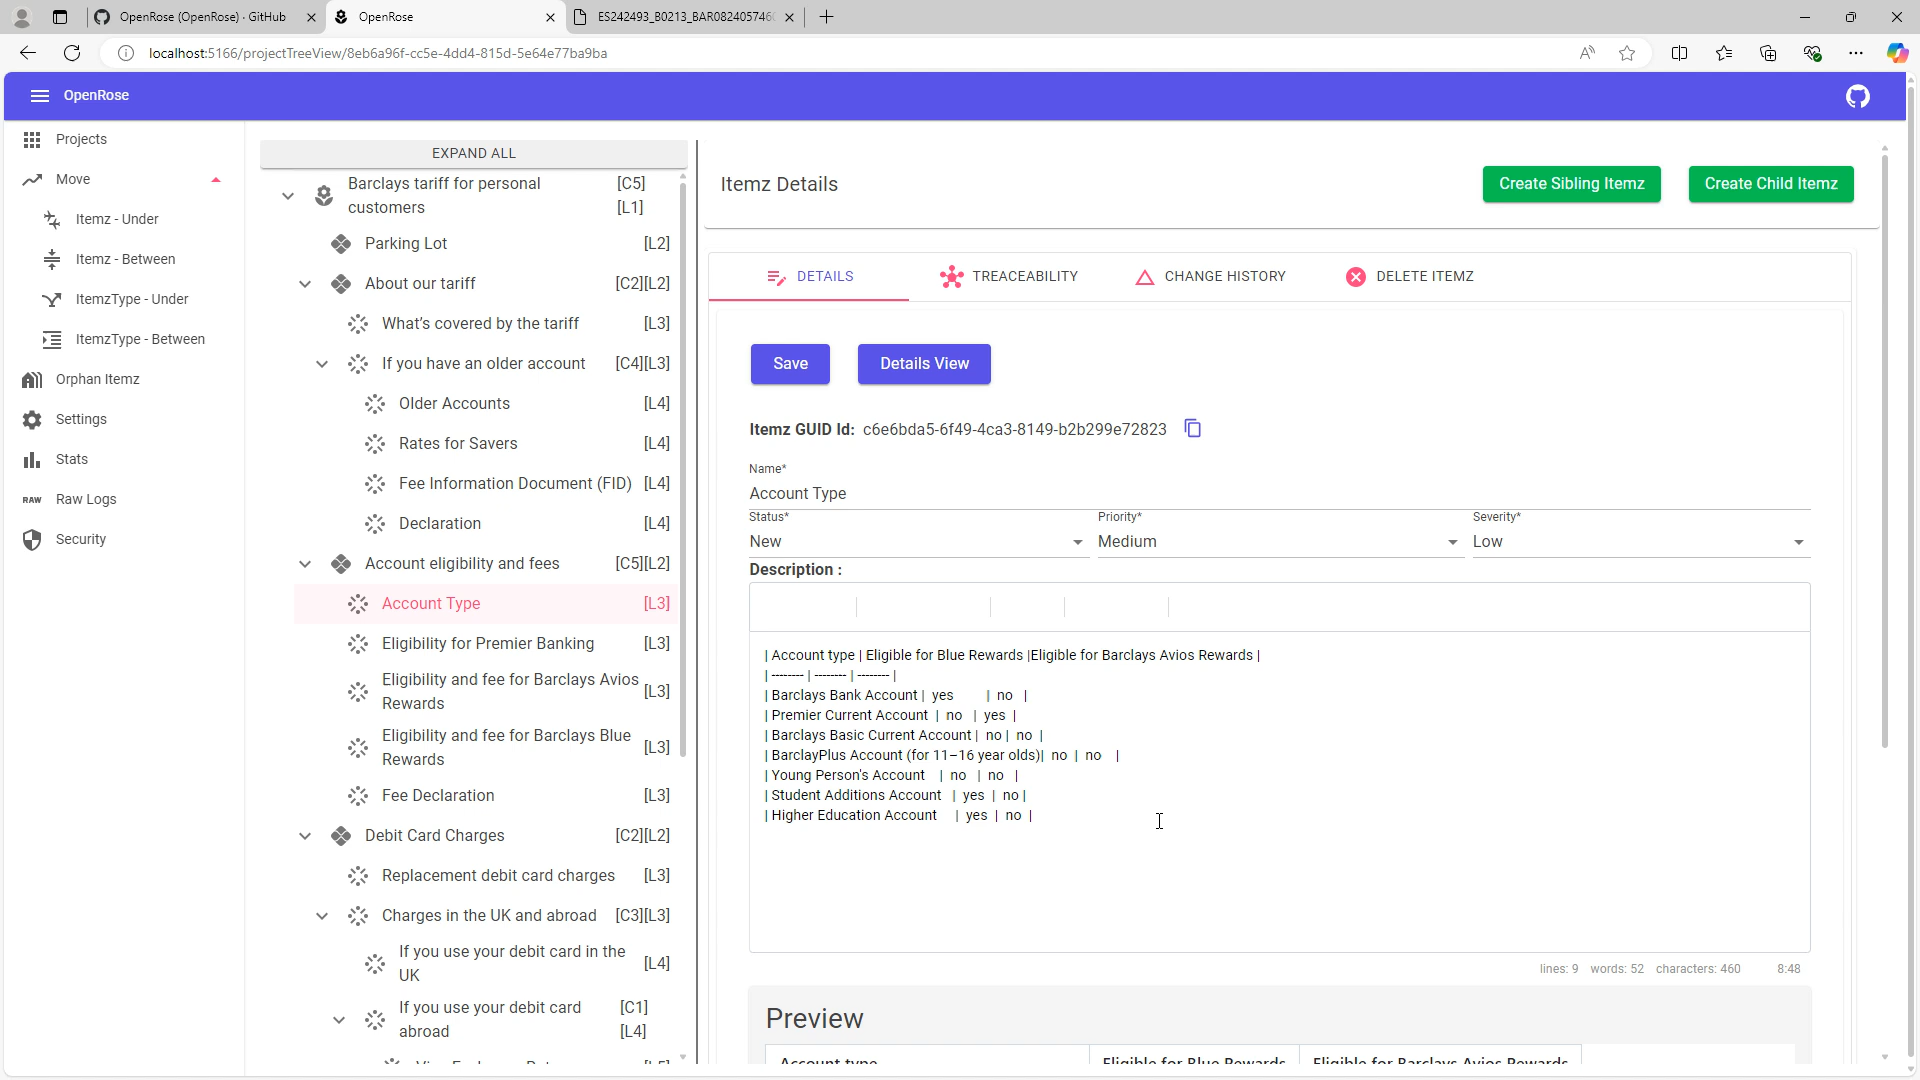 OpenRose (OpenRose) · GitHub
OpenRose
ES242493_B0213_BAR08240574
localhost:5166/projectTreeView/8eb6a96f-cc5e-4dd4-815d-5e64e77ba9ba
OpenRose
Projects
Move
Itemz - Under
Itemz - Between
ItemzType - Under
ItemzType - Between
Orphan Itemz
Settings
Stats
RAW Raw Logs
Security
EXPAND ALL
Barclays tariff for personal [C5]
customers [L1]
Parking Lot [L2]
About our tariff [C2][L2]
What's covered by the tariff [L3]
If you have an older account [C4][L3]
Older Accounts [L4]
Rates for Savers [L4]
Fee Information Document (FID) [L4]
Declaration [L4]
Account eligibility and fees [C5][L2]
Account Type [L3]
Eligibility for Premier Banking [L3]
Eligibility and fee for Barclays Avios [L3]
Rewards
Eligibility and fee for Barclays Blue [L3]
Rewards
Fee Declaration [L3]
Debit Card Charges [C2][L2]
Replacement debit card charges [L3]
Charges in the UK and abroad [C3][L3]
If you use your debit card in the [L4]
UK
If you use your debit card [C1]
abroad [L4]
Itemz Details
Create Sibling Itemz
Create Child Itemz
DETAILS
TRACEABILITY
CHANGE HISTORY
DELETE ITEMZ
Save
Details View
Itemz GUID Id: c6e6bda5-6f49-4ca3-8149-b2b299e72823
Name*
Account Type
Status* Priority* Severity*
New Medium Low
Description :
| Account type | Eligible for Blue Rewards |Eligible for Barclays Avios Rewards |
| -------- | -------- | -------- |
| Barclays Bank Account | yes | no |
| Premier Current Account | no | yes |
| Barclays Basic Current Account | no | no |
| BarclayPlus Account (for 11–16 year olds)| no | no |
| Young Person's Account | no | no |
| Student Additions Account | yes | no |
| Higher Education Account | yes | no |
lines: 9 words: 52 characters: 460 8:48
Preview
Account type Eligible for Blue Rewards Eligible for Barclays Avios Rewards